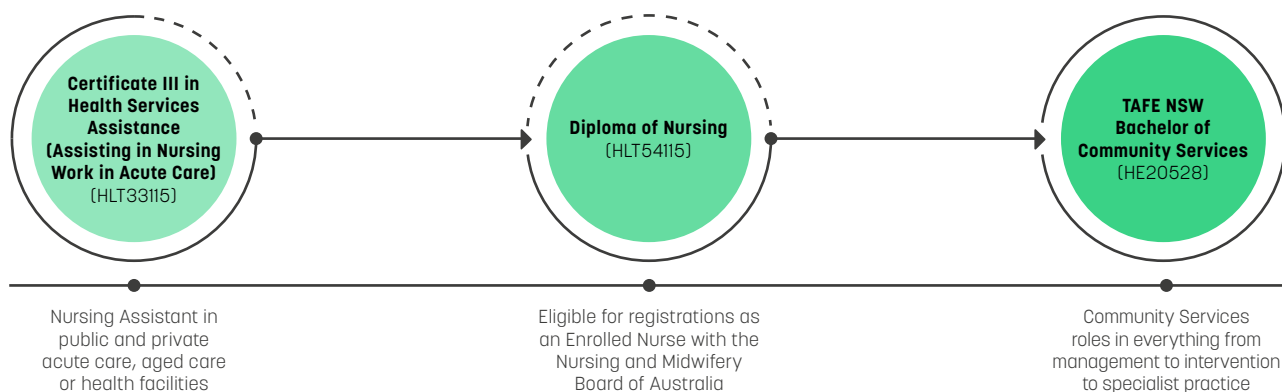 Certificate III in
Health Services
Assistance
(Assisting in Nursing
Work in Acute Care)
(HLT33115)
Diploma of Nursing
(HLT54115)
TAFE NSW
Bachelor of
Community Services
(HE20528)
Nursing Assistant in
public and private
acute care, aged care
or health facilities
Eligible for registrations as
an Enrolled Nurse with the
Nursing and Midwifery
Board of Australia
Community Services
roles in everything from
management to intervention
to specialist practice